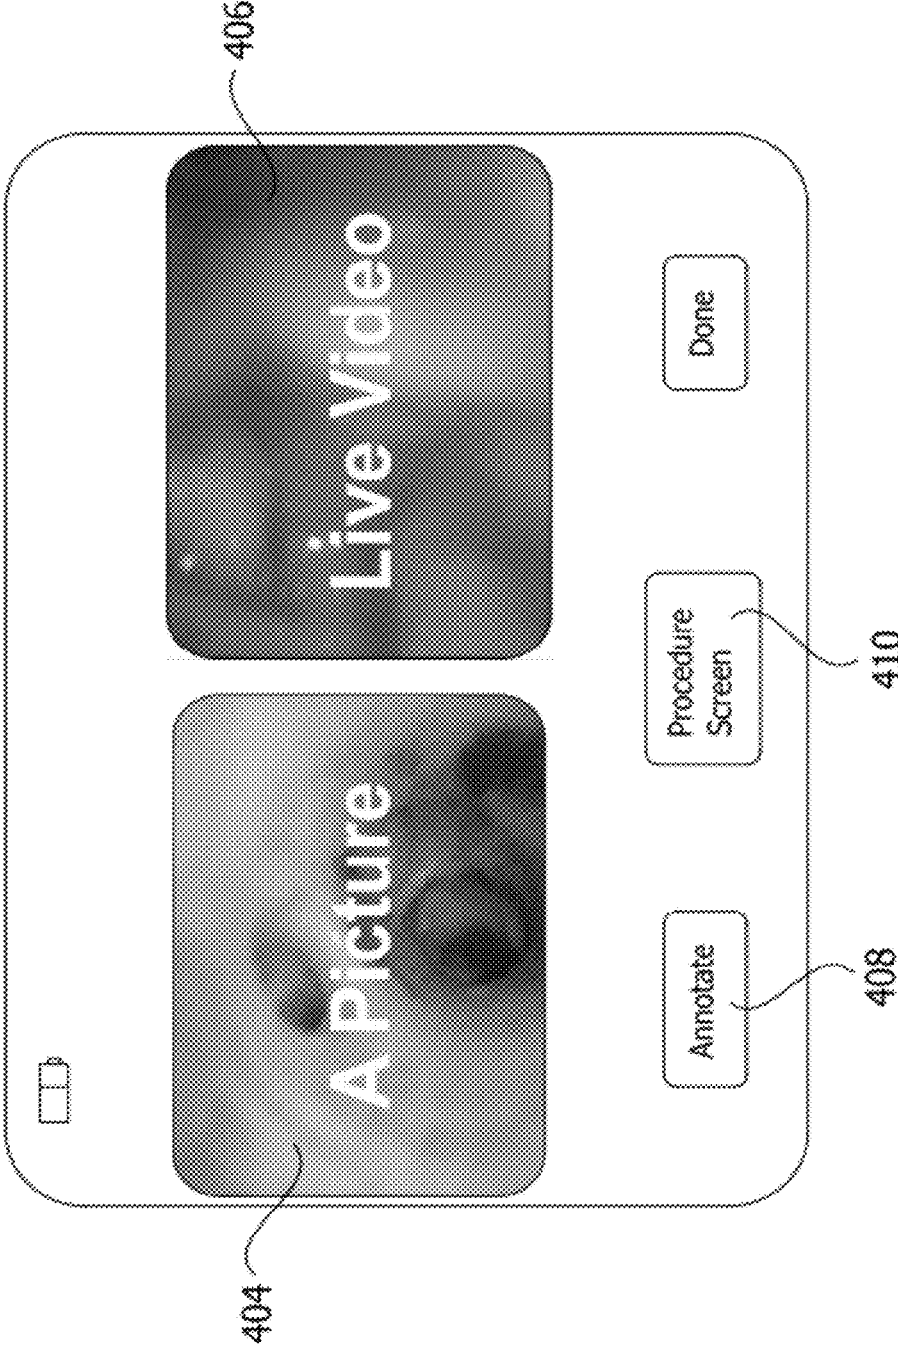 404
406
A Picture
Live Video
Annotate
Procedure
Screen
Done
408
410